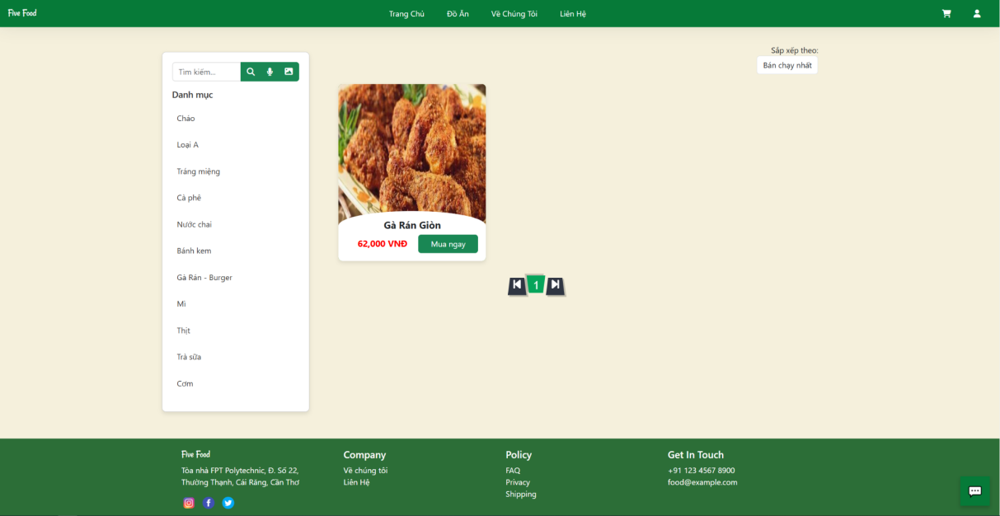 Five Food
Trang Chủ
Đồ Ăn
Về Chúng Tôi
Liên Hệ
Sắp xếp theo:
Bán chạy nhất
Tìm kiếm...
Danh mục
Cháo
Loại A
Tráng miệng
Cà phê
Nước chai
Bánh kem
Gà Rán - Burger
Mì
Thịt
Trà sữa
Cơm
Gà Rán Giòn
62,000 VNĐ
Mua ngay
1
Five Food
Tòa nhà FPT Polytechnic, Đ. Số 22,
Thường Thạnh, Cái Răng, Cần Thơ
Company
Về chúng tôi
Liên Hệ
Policy
FAQ
Privacy
Shipping
Get In Touch
+91 123 4567 8900
food@example.com